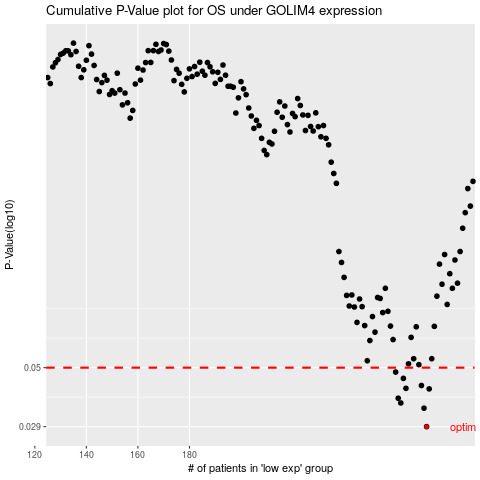 Cumulative P-Value plot for OS under GOLIM4 expression
P-Value(log10)
0.05
0.029
optim
120 140 160 180
# of patients in 'low exp' group